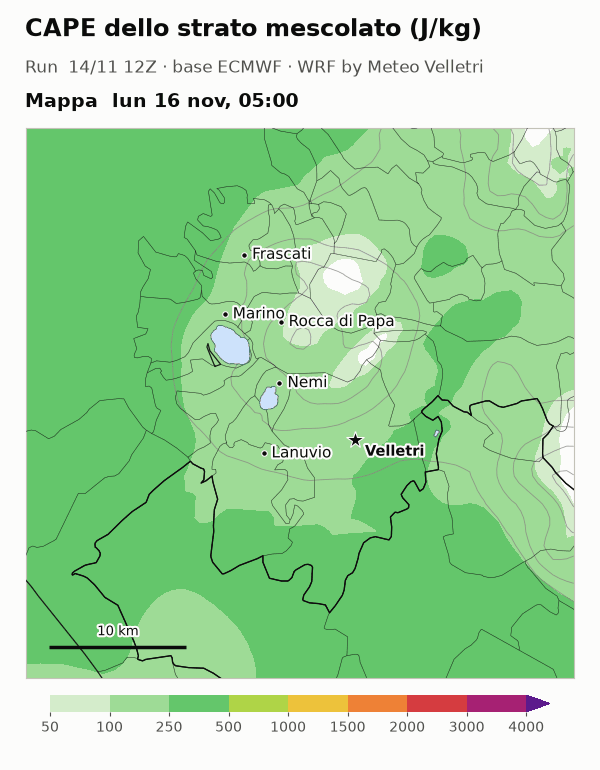 CAPE dello strato mescolato (J/kg)
Run  14/11 12Z · base ECMWF · WRF by Meteo Velletri
Mappa  lun 16 nov, 05:00
Frascati
Marino
Rocca di Papa
Nemi
Velletri
Lanuvio
10 km
50 100 250 500 1000 1500 2000 3000 4000